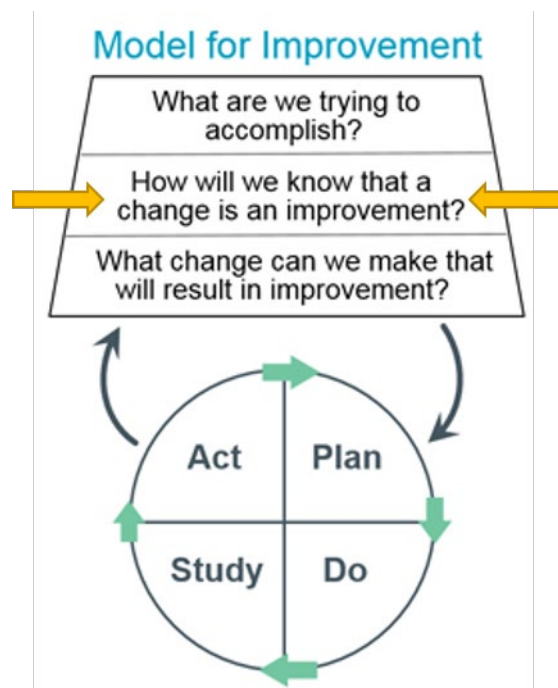 Model for Improvement
What are we trying to
accomplish?
How will we know that a
change is an improvement?
What change can we make that
will result in improvement?
Act
Plan
Study
Do